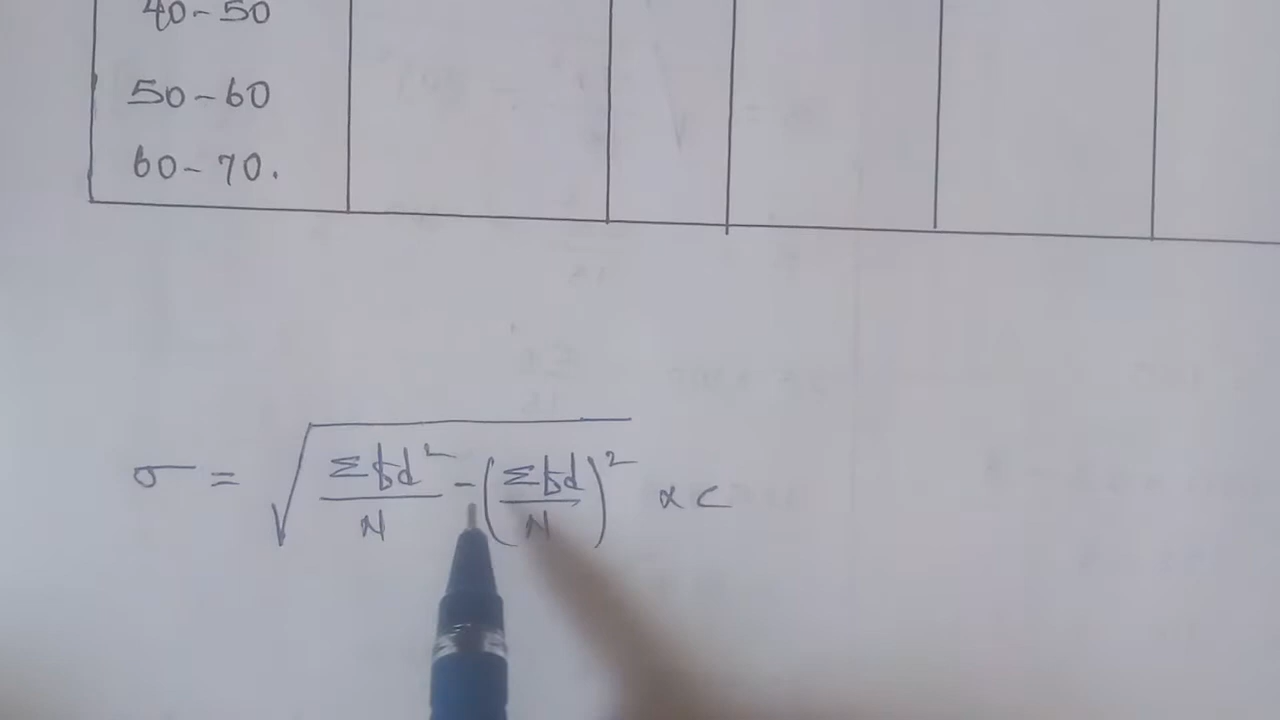 40-50
50-60
60-70.
σ = √(Σfd²/N - (Σfd/N)²) × C